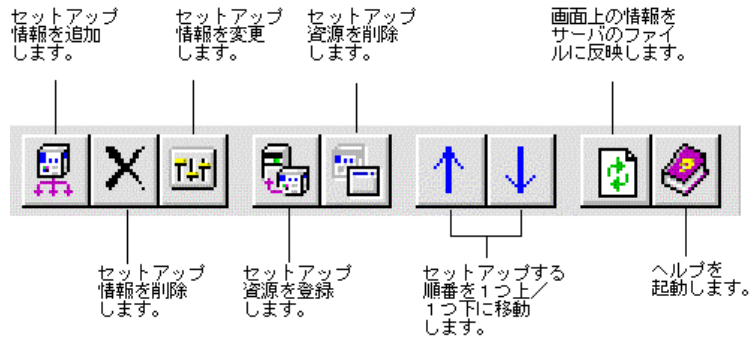 セットアップ
情報を追加
します。
セットアップ
情報を変更
します。
セットアップ
資源を削除
します。
画面上の情報を
サーバのファイ
ルに反映します。
セットアップ
情報を削除
します。
セットアップ
資源を登録
します。
セットアップする
順番を１つ上／
１つ下に移動
します。
ヘルプを
起動します。